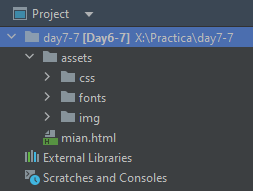 Project
day7-7 [Day6-7] X:\Practica\day7-7
assets
css
fonts
img
mian.html
External Libraries
Scratches and Consoles